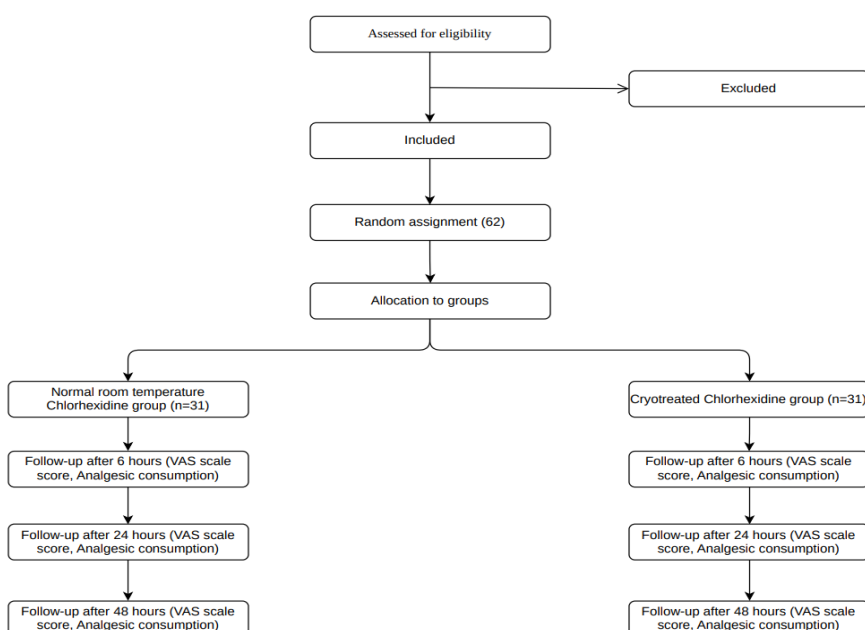 Assessed for eligibility
Excluded
Included
Random assignment (62)
Allocation to groups
Normal room temperature
Chlorhexidine group (n=31)
Cryotreated Chlorhexidine group (n=31)
Follow-up after 6 hours (VAS scale
score, Analgesic consumption)
Follow-up after 6 hours (VAS scale
score, Analgesic consumption)
Follow-up after 24 hours (VAS scale
score, Analgesic consumption)
Follow-up after 24 hours (VAS scale
score, Analgesic consumption)
Follow-up after 48 hours (VAS scale
score, Analgesic consumption)
Follow-up after 48 hours (VAS scale
score, Analgesic consumption)